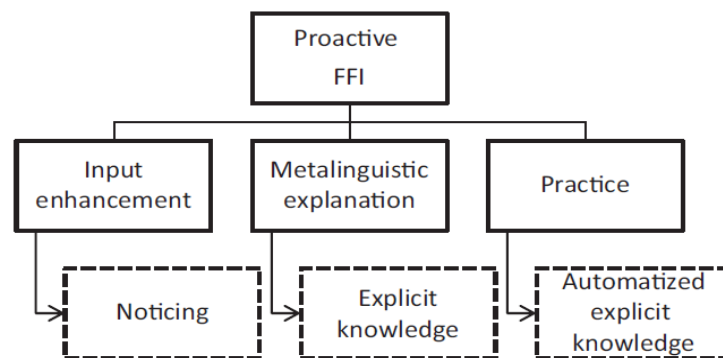 Proactive
FFI
Input
enhancement
Metalinguistic
explanation
Practice
Noticing
Explicit
knowledge
Automatized
explicit
knowledge